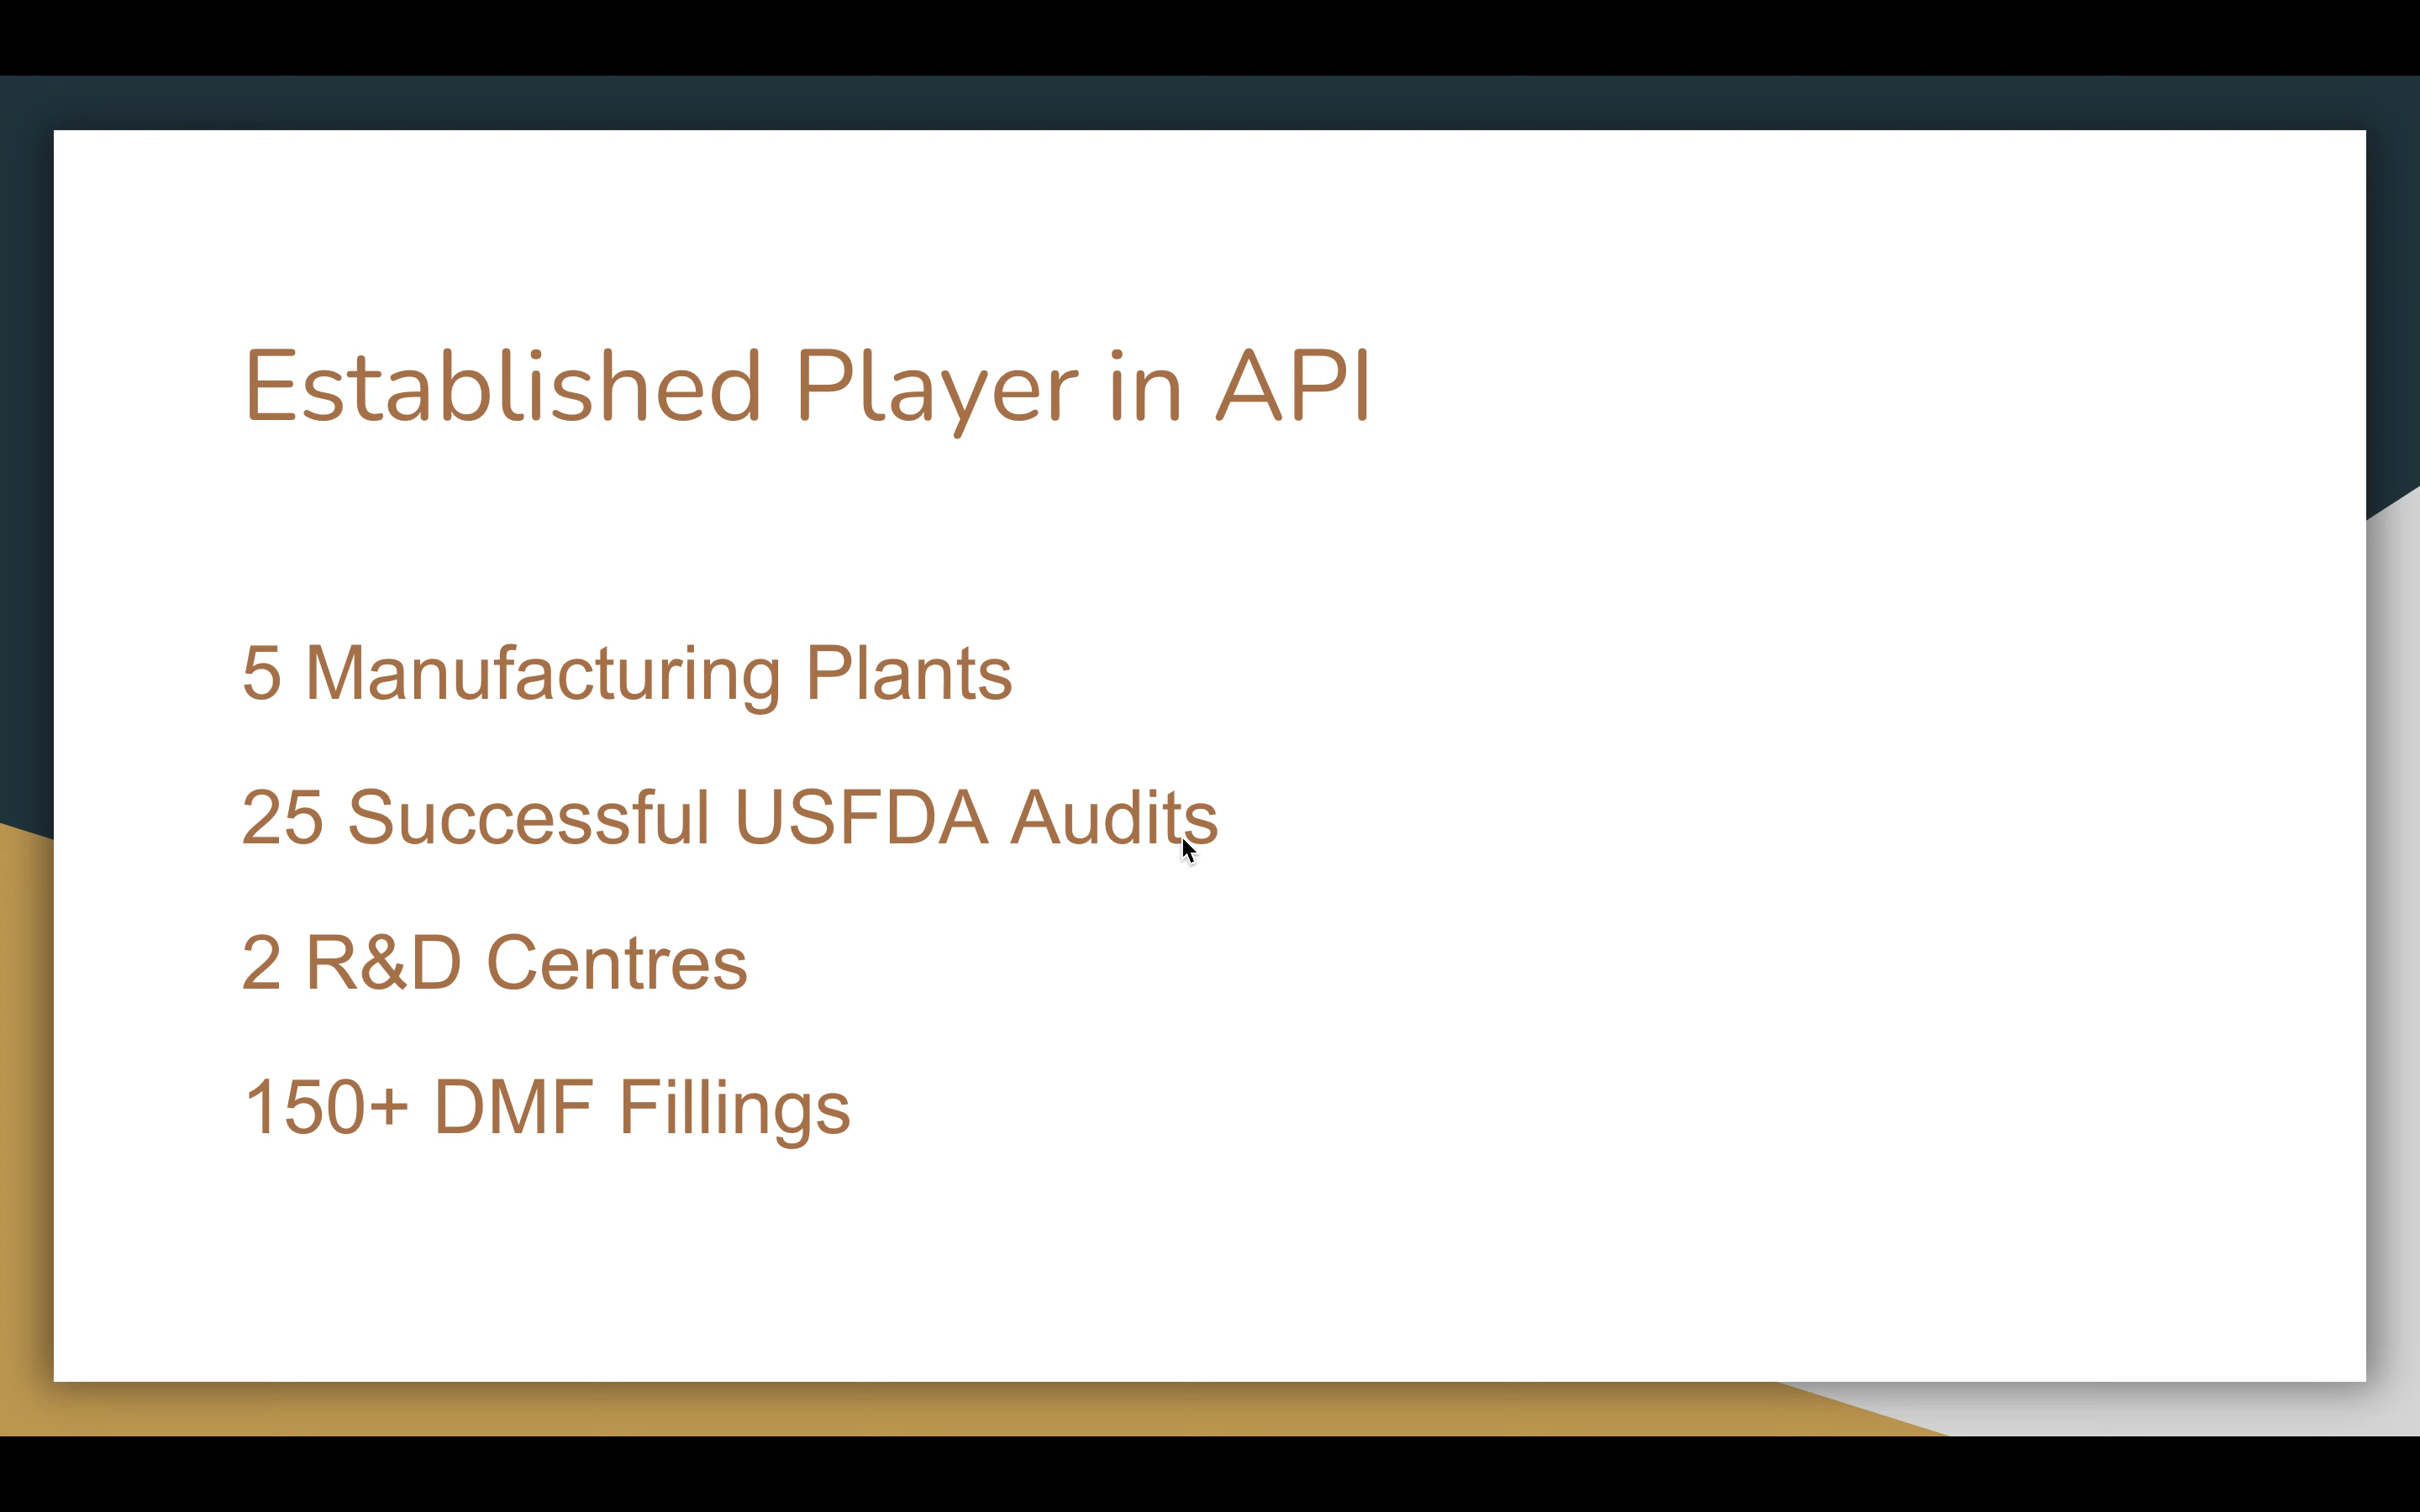 Established Player in API
5 Manufacturing Plants
25 Successful USFDA Audits
2 R&D Centres
150+ DMF Fillings